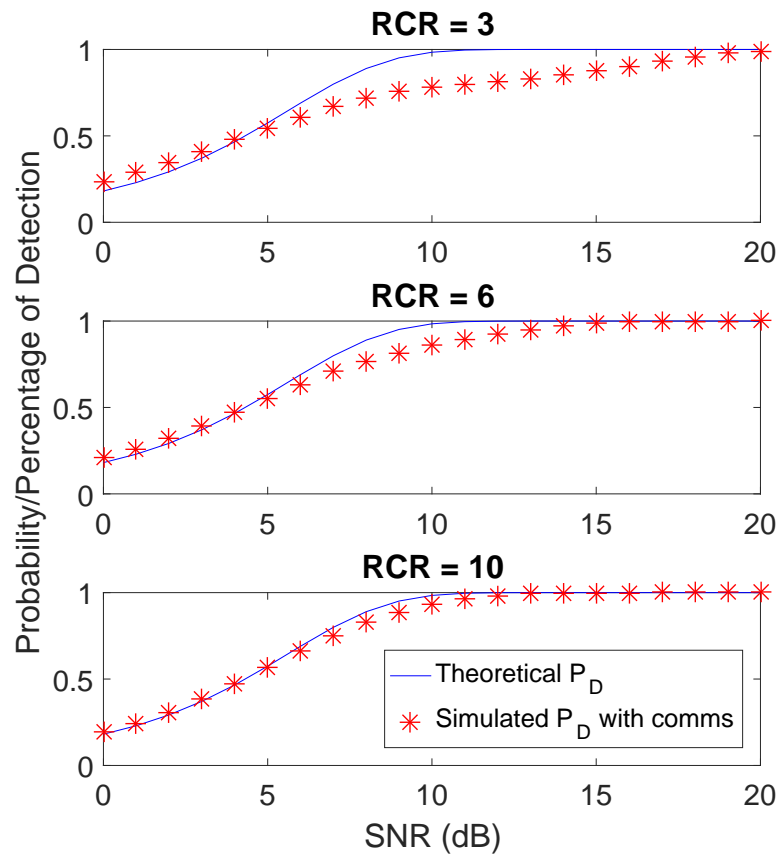 RCR = 3
1
0.5
0
0 5 10 15 20
RCR = 6
1
0.5
0
0 5 10 15 20
RCR = 10
1
0.5
0
0 5 10 15 20
Theoretical P_D
Simulated P_D with comms
SNR (dB)
Probability/Percentage of Detection